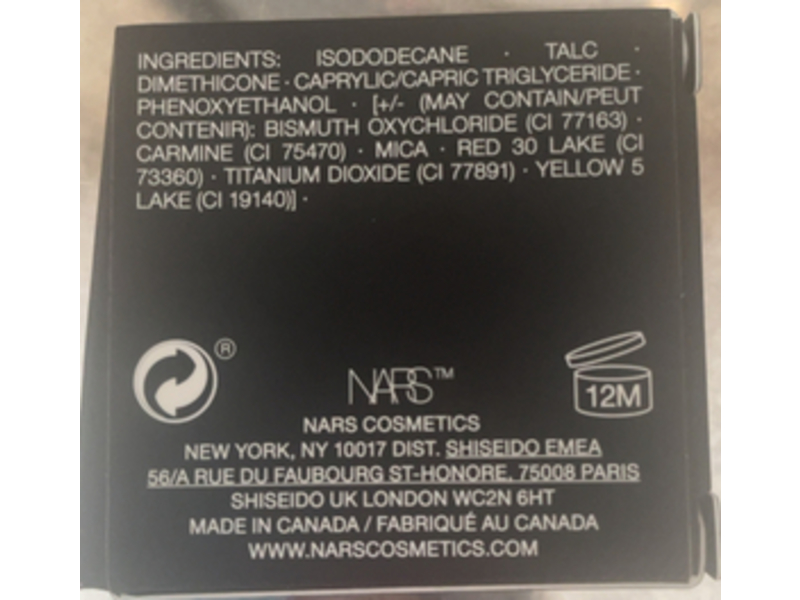 INGREDIENTS: ISODODECANE · TALC ·
DIMETHICONE · CAPRYLIC/CAPRIC TRIGLYCERIDE ·
PHENOXYETHANOL · [+/- (MAY CONTAIN/PEUT
CONTENIR): BISMUTH OXYCHLORIDE (CI 77163) ·
CARMINE (CI 75470) · MICA · RED 30 LAKE (CI
73360) · TITANIUM DIOXIDE (CI 77891) · YELLOW 5
LAKE (CI 19140)] ·
®
NARS™
12M
NARS COSMETICS
NEW YORK, NY 10017 DIST. SHISEIDO EMEA
56/A RUE DU FAUBOURG ST-HONORE, 75008 PARIS
SHISEIDO UK LONDON WC2N 6HT
MADE IN CANADA / FABRIQUÉ AU CANADA
WWW.NARSCOSMETICS.COM